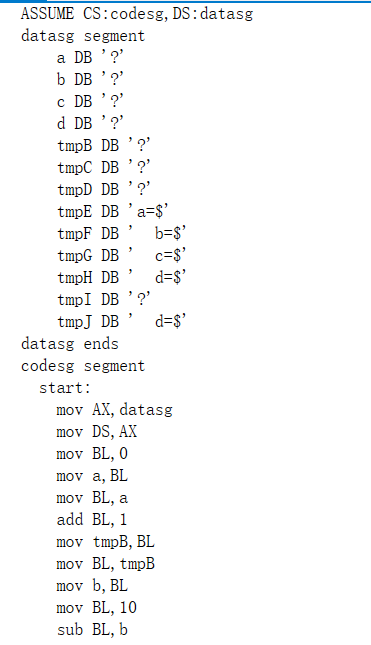 ASSUME CS:codesg,DS:datasg
datasg segment
a DB '?'
b DB '?'
c DB '?'
d DB '?'
tmpB DB '?'
tmpC DB '?'
tmpD DB '?'
tmpE DB 'a=$'
tmpF DB '  b=$'
tmpG DB '  c=$'
tmpH DB '  d=$'
tmpI DB '?'
tmpJ DB '  d=$'
datasg ends
codesg segment
start:
mov AX,datasg
mov DS,AX
mov BL,0
mov a,BL
mov BL,a
add BL,1
mov tmpB,BL
mov BL,tmpB
mov b,BL
mov BL,10
sub BL,b